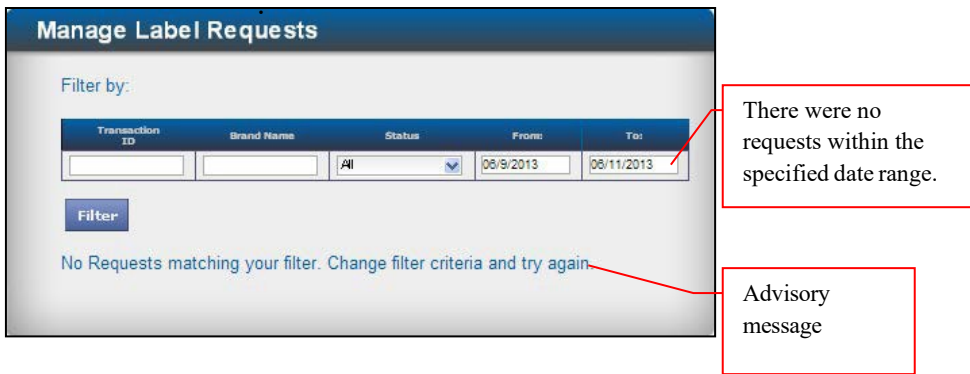 Manage Label Requests
Filter by:
Transaction ID
Brand Name
Status
From:
To:
All
06/9/2013
06/11/2013
Filter
No Requests matching your filter. Change filter criteria and try again.
There were no
requests within the
specified date range.
Advisory
message